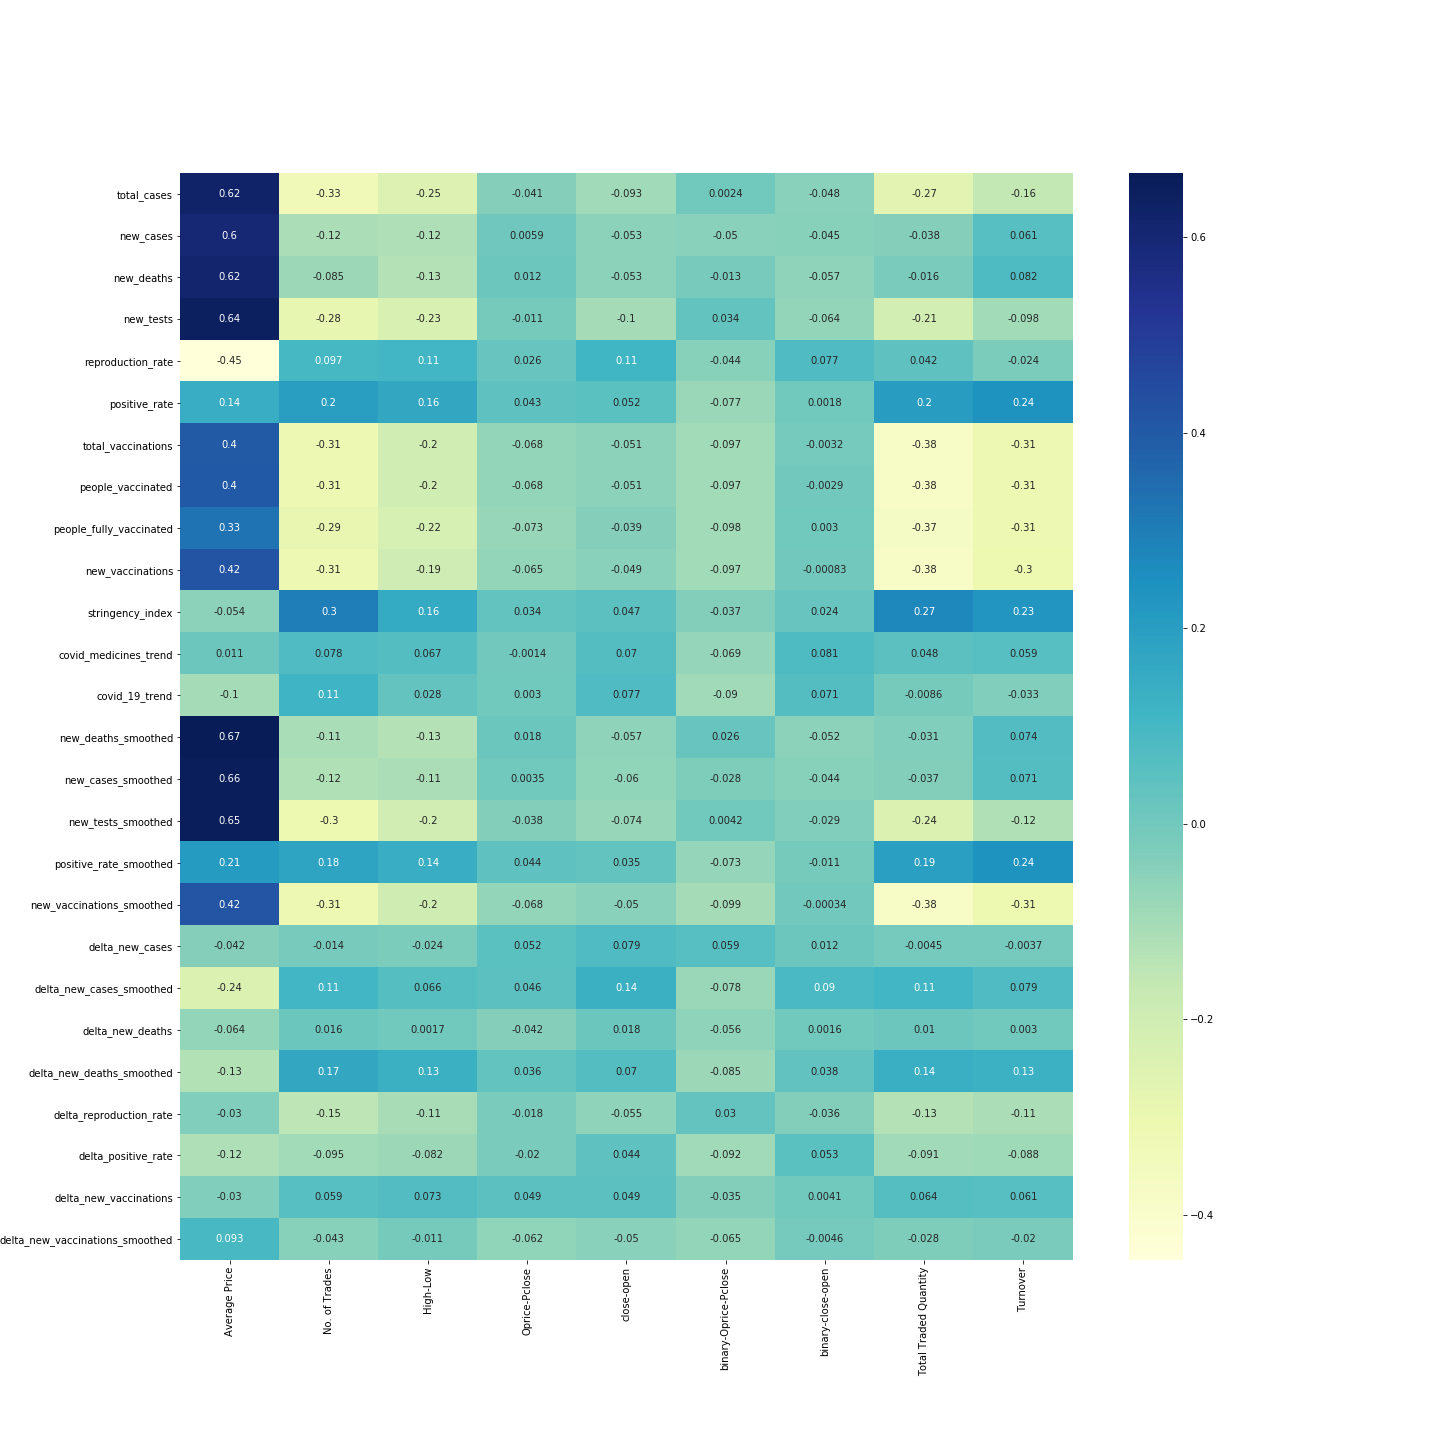 total_cases 0.62 -0.33 -0.25 -0.041 -0.093 0.0024 -0.048 -0.27 -0.16
new_cases 0.6 -0.12 -0.12 0.0059 -0.053 -0.05 -0.045 -0.038 0.061
0.6
new_deaths 0.62 -0.085 -0.13 0.012 -0.053 -0.013 -0.057 -0.016 0.082
new_tests 0.64 -0.28 -0.23 -0.011 -0.1 0.034 -0.064 -0.21 -0.098
reproduction_rate -0.45 0.097 0.11 0.026 0.11 -0.044 0.077 0.042 -0.024
positive_rate 0.14 0.2 0.16 0.043 0.052 -0.077 0.0018 0.2 0.24
0.4
total_vaccinations 0.4 -0.31 -0.2 -0.068 -0.051 -0.097 -0.0032 -0.38 -0.31
people_vaccinated 0.4 -0.31 -0.2 -0.068 -0.051 -0.097 -0.0029 -0.38 -0.31
people_fully_vaccinated 0.33 -0.29 -0.22 -0.073 -0.039 -0.098 0.003 -0.37 -0.31
new_vaccinations 0.42 -0.31 -0.19 -0.065 -0.049 -0.097 -0.00083 -0.38 -0.3
stringency_index -0.054 0.3 0.16 0.034 0.047 -0.037 0.024 0.27 0.23
0.2
covid_medicines_trend 0.011 0.078 0.067 -0.0014 0.07 -0.069 0.081 0.048 0.059
covid_19_trend -0.1 0.11 0.028 0.003 0.077 -0.09 0.071 -0.0086 -0.033
new_deaths_smoothed 0.67 -0.11 -0.13 0.018 -0.057 0.026 -0.052 -0.031 0.074
new_cases_smoothed 0.66 -0.12 -0.11 0.0035 -0.06 -0.028 -0.044 -0.037 0.071
new_tests_smoothed 0.65 -0.3 -0.2 -0.038 -0.074 0.0042 -0.029 -0.24 -0.12
0.0
positive_rate_smoothed 0.21 0.18 0.14 0.044 0.035 -0.073 -0.011 0.19 0.24
new_vaccinations_smoothed 0.42 -0.31 -0.2 -0.068 -0.05 -0.099 -0.00034 -0.38 -0.31
delta_new_cases -0.042 -0.014 -0.024 0.052 0.079 0.059 0.012 -0.0045 -0.0037
delta_new_cases_smoothed -0.24 0.11 0.066 0.046 0.14 -0.078 0.09 0.11 0.079
−0.2
delta_new_deaths -0.064 0.016 0.0017 -0.042 0.018 -0.056 0.0016 0.01 0.003
delta_new_deaths_smoothed -0.13 0.17 0.13 0.036 0.07 -0.085 0.038 0.14 0.13
delta_reproduction_rate -0.03 -0.15 -0.11 -0.018 -0.055 0.03 -0.036 -0.13 -0.11
delta_positive_rate -0.12 -0.095 -0.082 -0.02 0.044 -0.092 0.053 -0.091 -0.088
delta_new_vaccinations -0.03 0.059 0.073 0.049 0.049 -0.035 0.0041 0.064 0.061
−0.4
delta_new_vaccinations_smoothed 0.093 -0.043 -0.011 -0.062 -0.05 -0.065 -0.0046 -0.028 -0.02
Average Price
No. of Trades
High-Low
Oprice-Pclose
close-open
binary-Oprice-Pclose
binary-close-open
Total Traded Quantity
Turnover